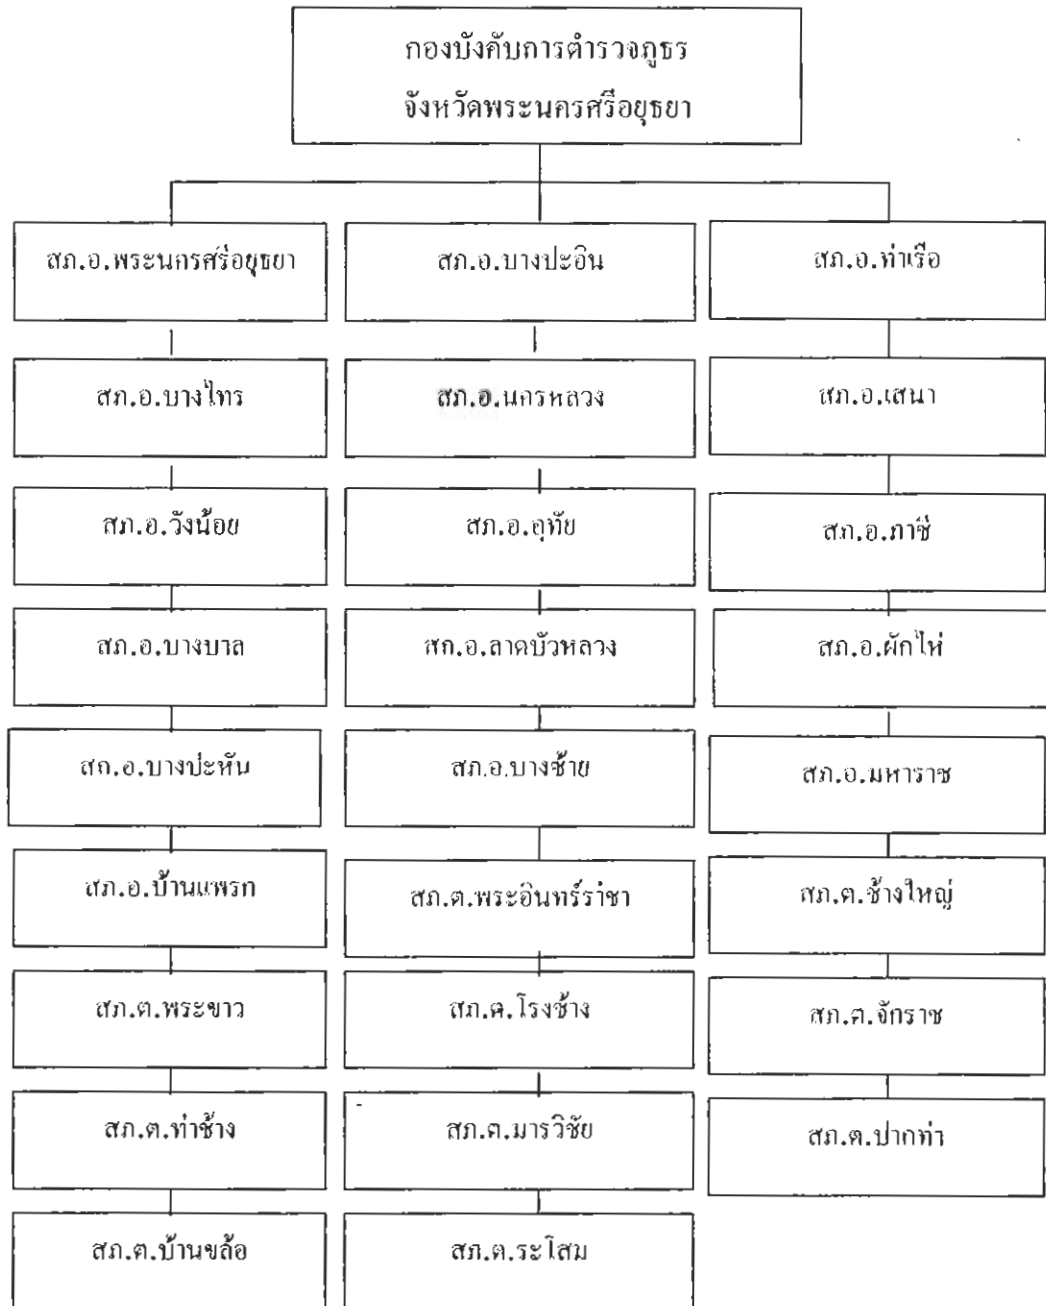 กองบังคับการตำรวจภูธร
จังหวัดพระนครศรีอยุธยา
สภ.อ.พระนครศรีอยุธยา
สภ.อ.บางปะอิน
สภ.อ.ท่าเรือ
สภ.อ.บางไทร
สภ.อ.นครหลวง
สภ.อ.เสนา
สภ.อ.วังน้อย
สภ.อ.อุทัย
สภ.อ.ภาชี
สภ.อ.บางบาล
สภ.อ.ลาดบัวหลวง
สภ.อ.ผักไห่
สภ.อ.บางปะหัน
สภ.อ.บางซ้าย
สภ.อ.มหาราช
สภ.อ.บ้านแพรก
สภ.ต.พระอินทร์ราชา
สภ.ต.ช้างใหญ่
สภ.ต.พระขาว
สภ.ต.โรงช้าง
สภ.ต.จักราช
สภ.ต.ท่าช้าง
สภ.ต.มารวิชัย
สภ.ต.ปากท่า
สภ.ต.บ้านขล้อ
สภ.ต.ระโสม